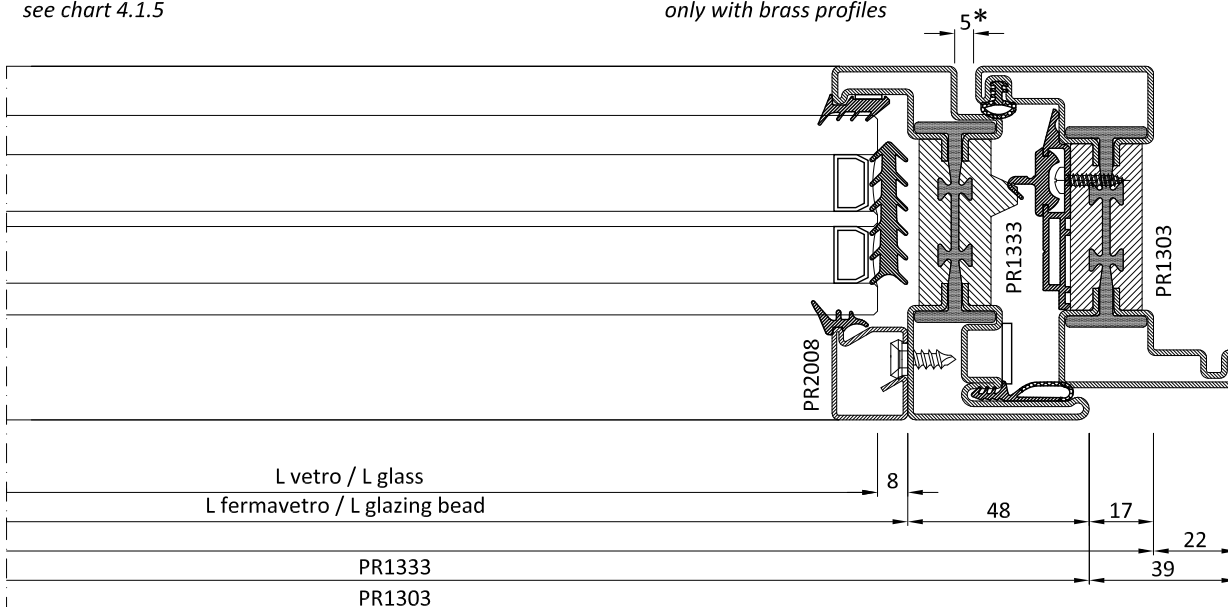 see chart 4.1.5
only with brass profiles
5*
PR1333
PR1303
PR2008
L vetro / L glass
8
L fermavetro / L glazing bead
48
17
22
PR1333
39
PR1303